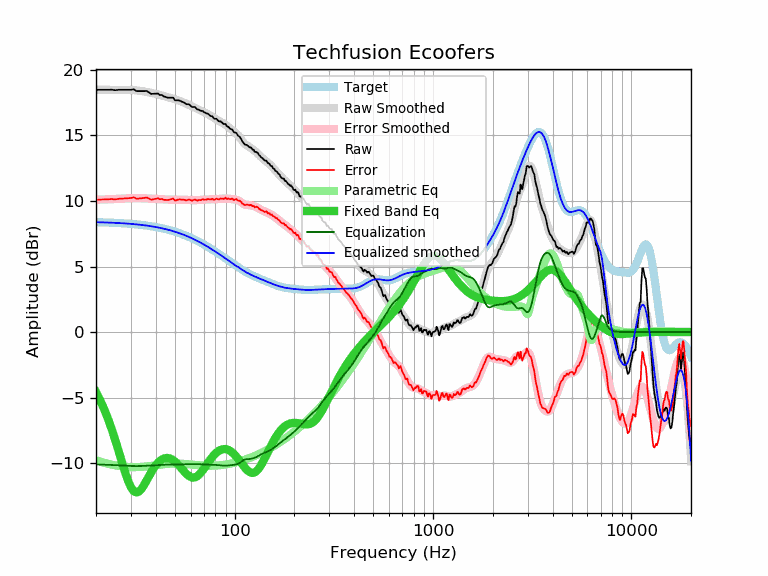 Techfusion Ecoofers
Target
Raw Smoothed
Error Smoothed
Raw
Error
Parametric Eq
Fixed Band Eq
Equalization
Equalized smoothed
Amplitude (dBr)
20
15
10
5
0
−5
−10
100
1000
10000
Frequency (Hz)